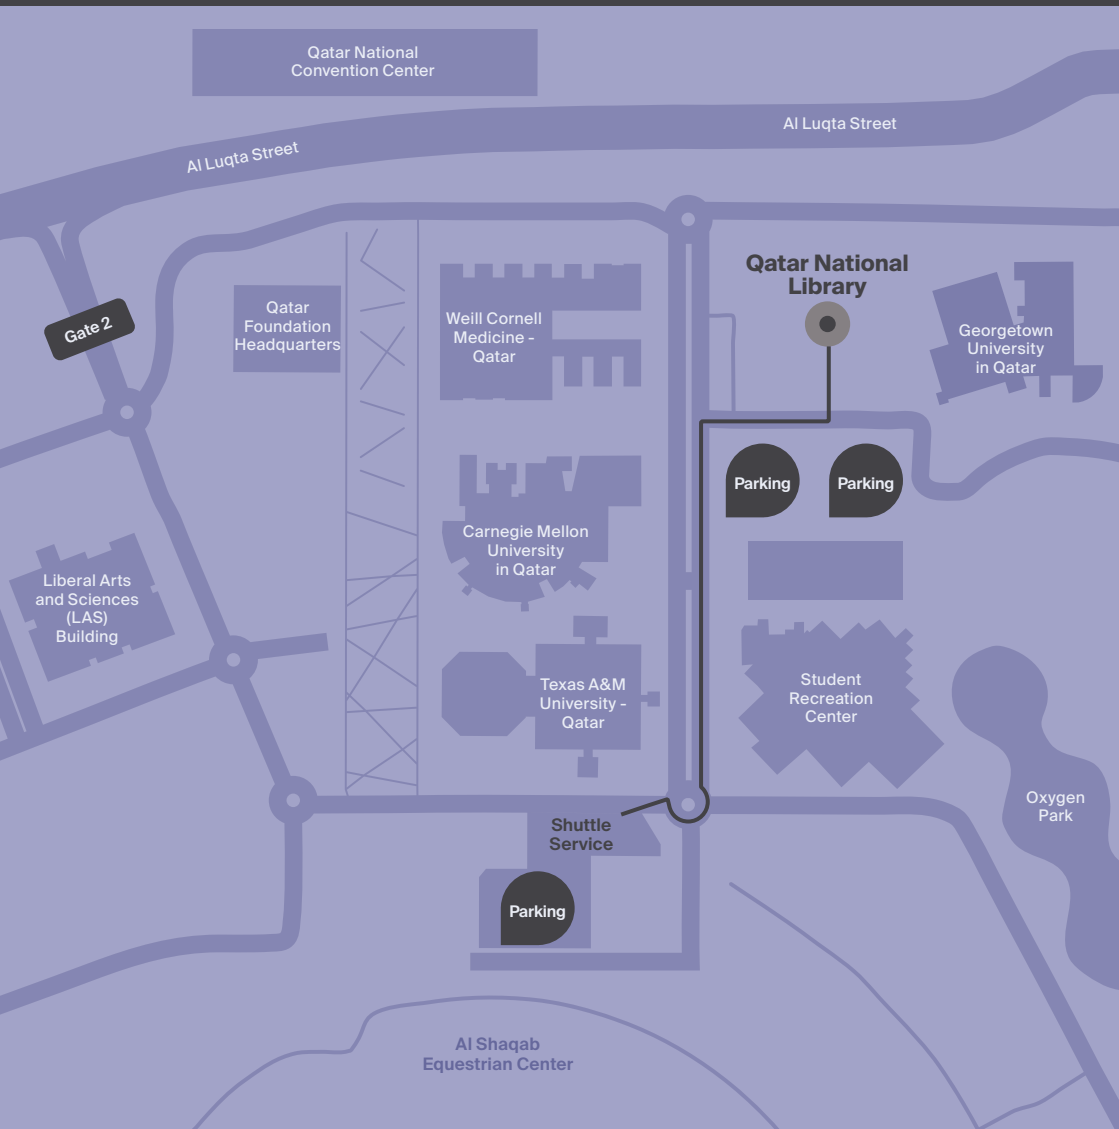 Qatar National
Convention Center
Al Luqta Street
Al Luqta Street
Qatar National
Library
Gate 2
Qatar
Foundation
Headquarters
Weill Cornell
Medicine -
Qatar
Georgetown
University
in Qatar
Parking
Parking
Carnegie Mellon
University
in Qatar
Liberal Arts
and Sciences
(LAS)
Building
Texas A&M
University -
Qatar
Student
Recreation
Center
Oxygen
Park
Shuttle
Service
Parking
Al Shaqab
Equestrian Center